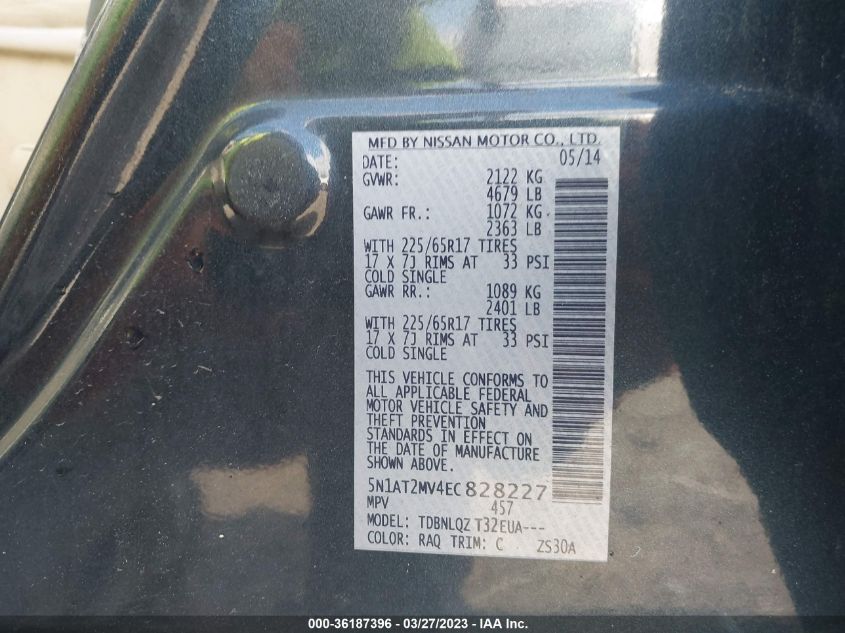 MFD BY NISSAN MOTOR CO., LTD.
DATE: 05/14
GVWR: 2122 KG
4679 LB
GAWR FR.: 1072 KG
2363 LB
WITH 225/65R17 TIRES
17 X 7J RIMS AT 33 PSI
COLD SINGLE
GAWR RR.: 1089 KG
2401 LB
WITH 225/65R17 TIRES
17 X 7J RIMS AT 33 PSI
COLD SINGLE
THIS VEHICLE CONFORMS TO
ALL APPLICABLE FEDERAL
MOTOR VEHICLE SAFETY AND
THEFT PREVENTION
STANDARDS IN EFFECT ON
THE DATE OF MANUFACTURE
SHOWN ABOVE.
5N1AT2MV4EC828227
MPV 457
MODEL: TDBNLQZ T32EUA---
COLOR: RAQ TRIM: C ZS30A
000-36187396 - 03/27/2023 - IAA Inc.